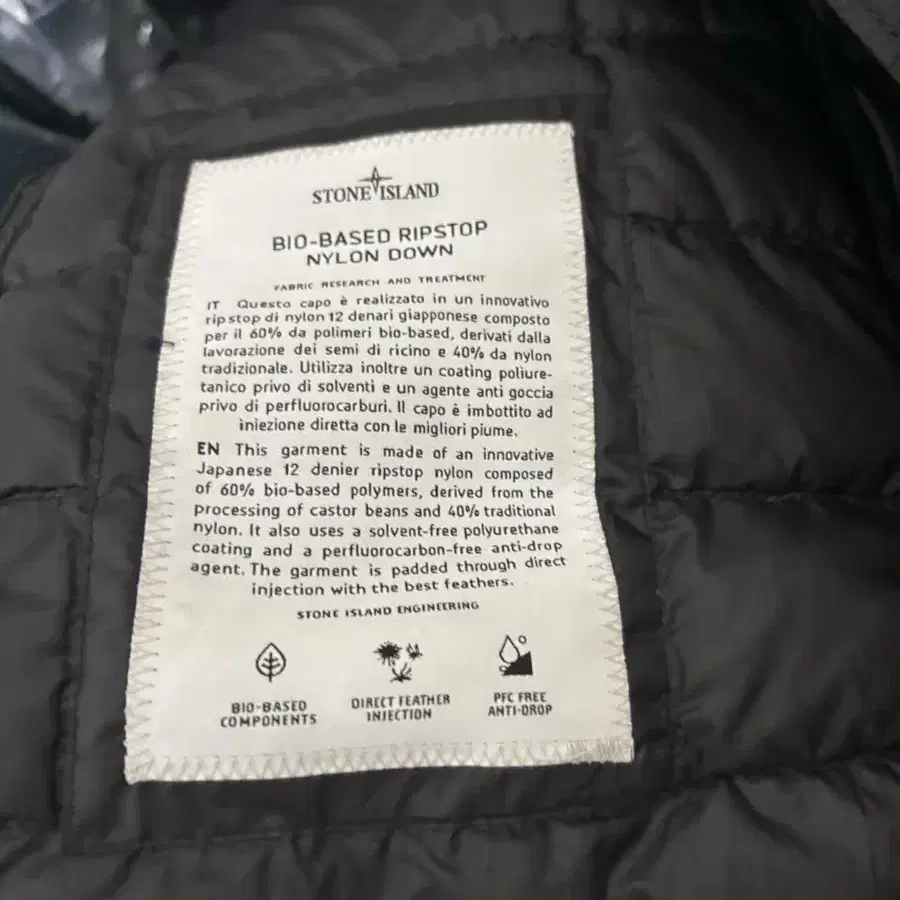 STONE ISLAND
BIO-BASED RIPSTOP
NYLON DOWN
FABRIC RESEARCH AND TREATMENT
IT Questo capo è realizzato in un innovativo
rip stop di nylon 12 denari giapponese composto
per il 60% da polimeri bio-based, derivati dalla
lavorazione dei semi di ricino e 40% da nylon
tradizionale. Utilizza inoltre un coating poliure-
tanico privo di solventi e un agente anti goccia
privo di perfluorocarburi. Il capo è imbottito ad
iniezione diretta con le migliori piume.
EN This garment is made of an innovative
Japanese 12 denier ripstop nylon composed
of 60% bio-based polymers, derived from the
processing of castor beans and 40% traditional
nylon. It also uses a solvent-free polyurethane
coating and a perfluorocarbon-free anti-drop
agent. The garment is padded through direct
injection with the best feathers.
STONE ISLAND ENGINEERING
BIO-BASED
COMPONENTS
DIRECT FEATHER
INJECTION
PFC FREE
ANTI-DROP